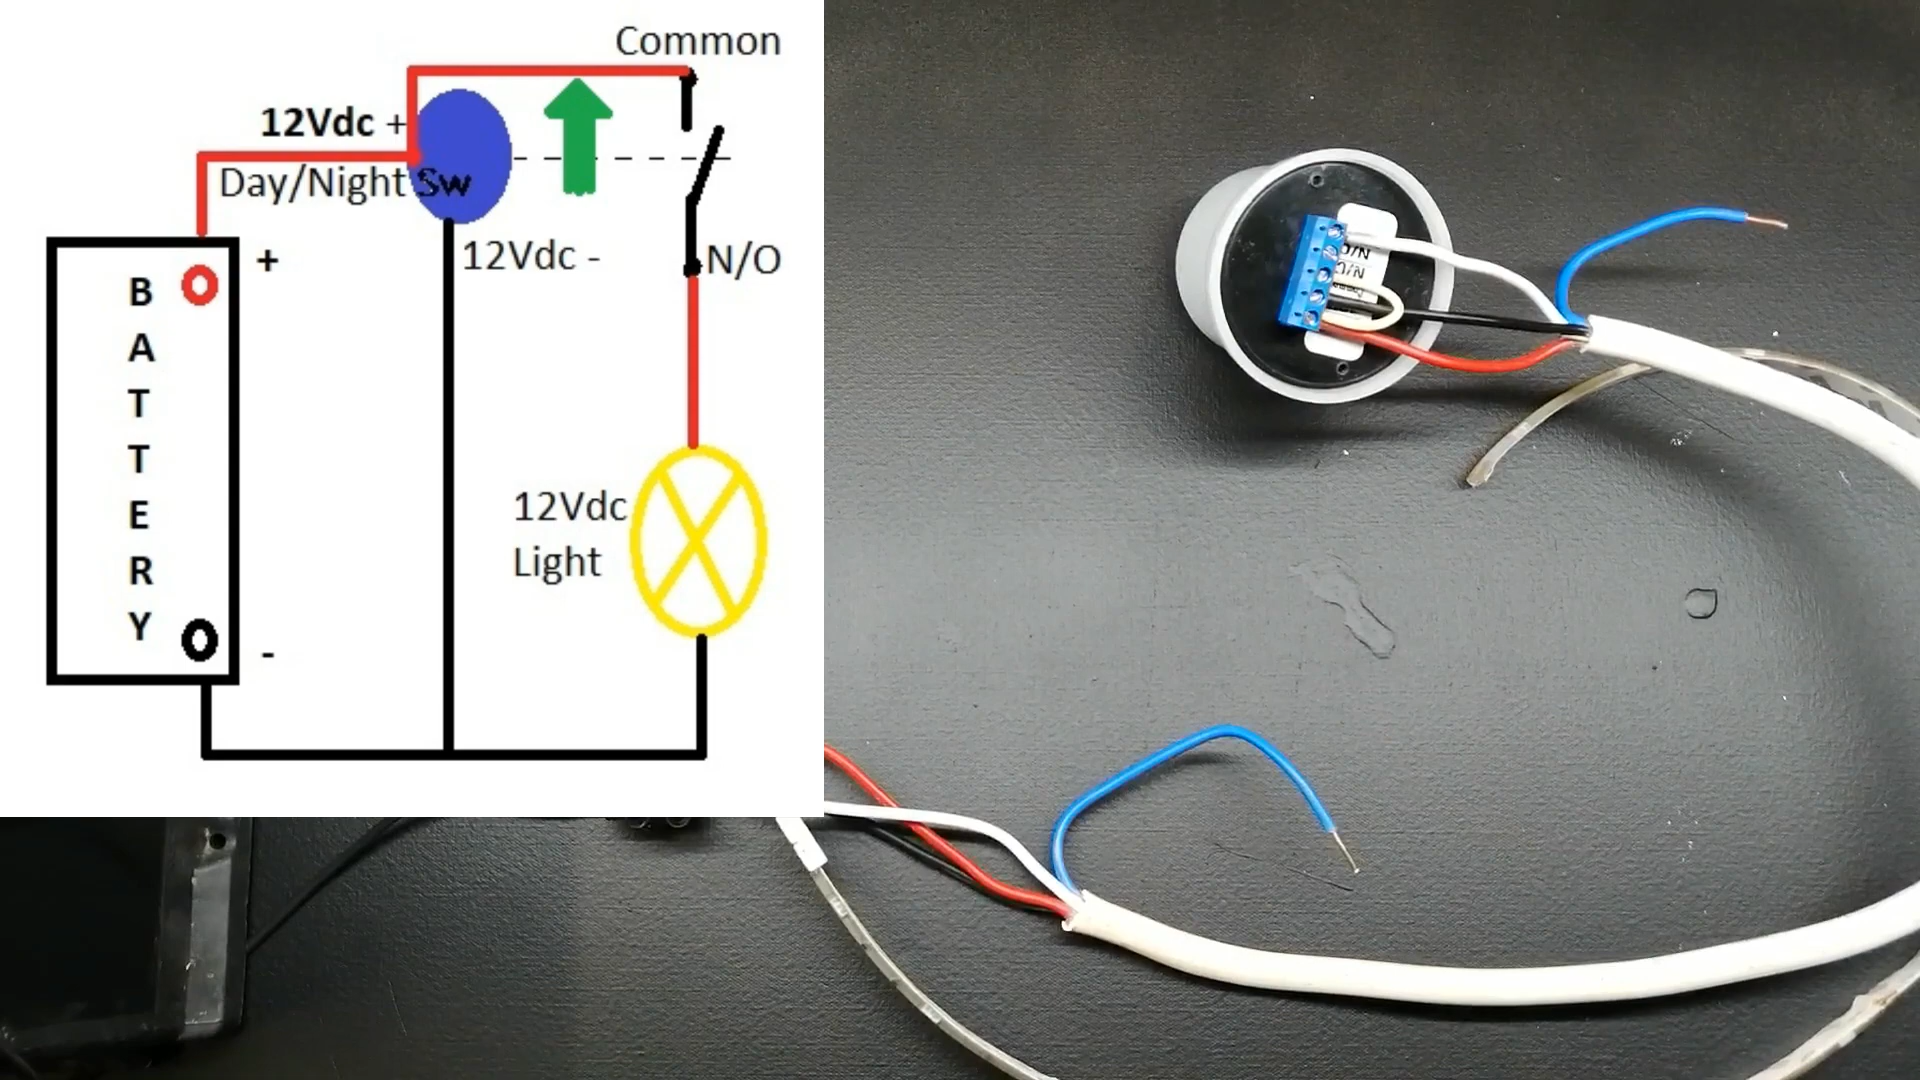 Common
12Vdc +
Day/Night Sw
+
12Vdc -
N/O
B
A
T
T
E
R
Y
12Vdc
Light
-
N/O
N/C